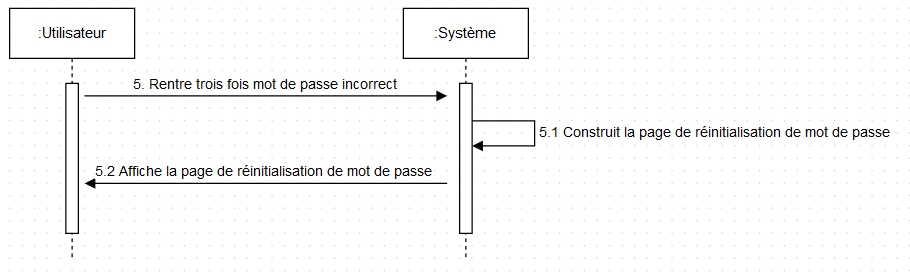 :Utilisateur
:Système
5. Rentre trois fois mot de passe incorrect
5.1 Construit la page de réinitialisation de mot de passe
5.2 Affiche la page de réinitialisation de mot de passe